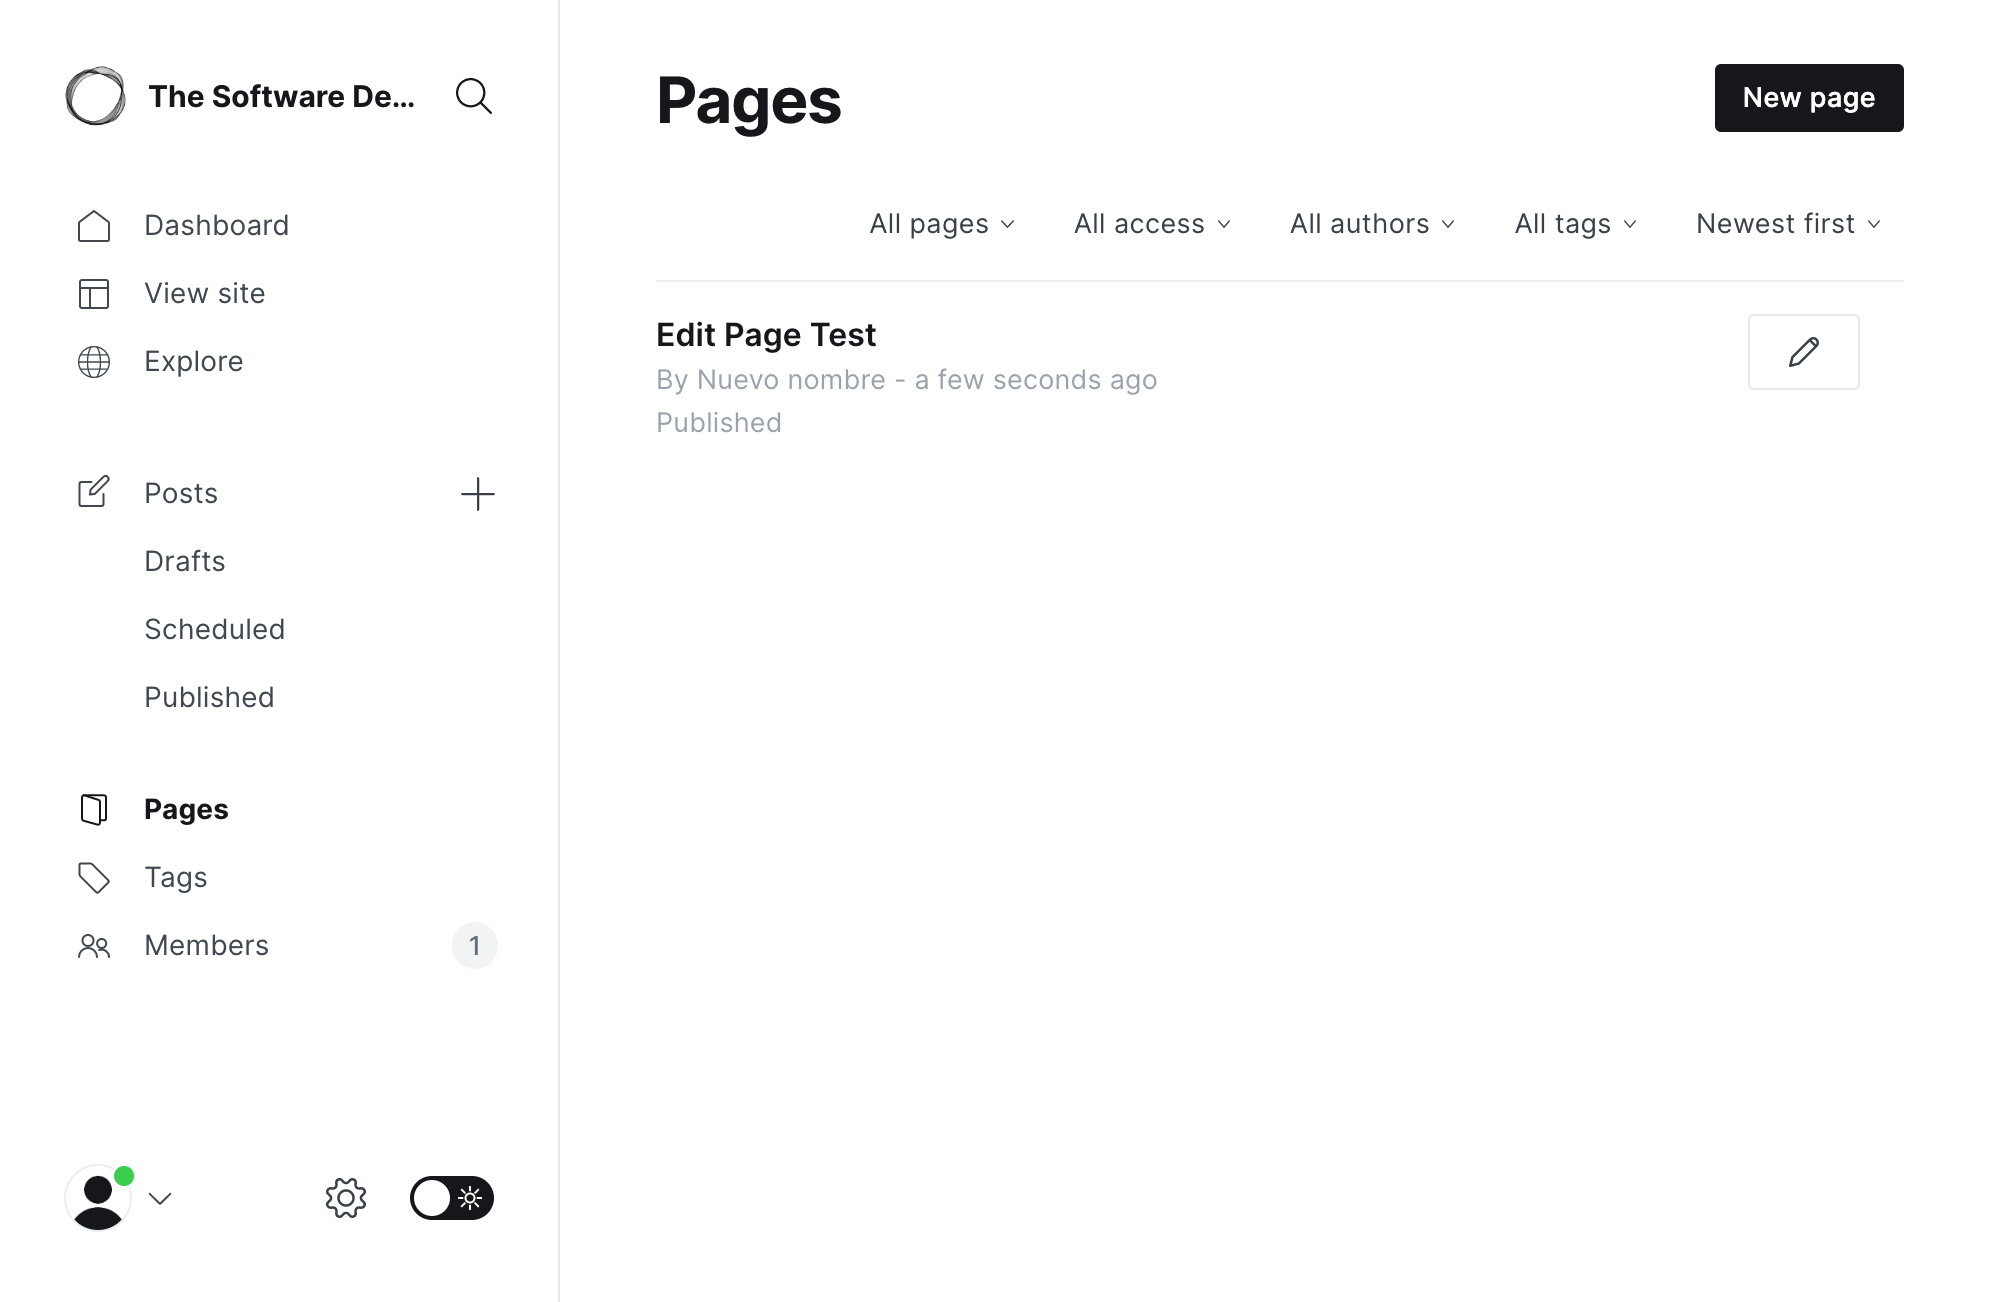 The Software De...
Dashboard
View site
Explore
Posts
Drafts
Scheduled
Published
Pages
Tags
Members
1
Pages
New page
All pages
All access
All authors
All tags
Newest first
Edit Page Test
By Nuevo nombre - a few seconds ago
Published